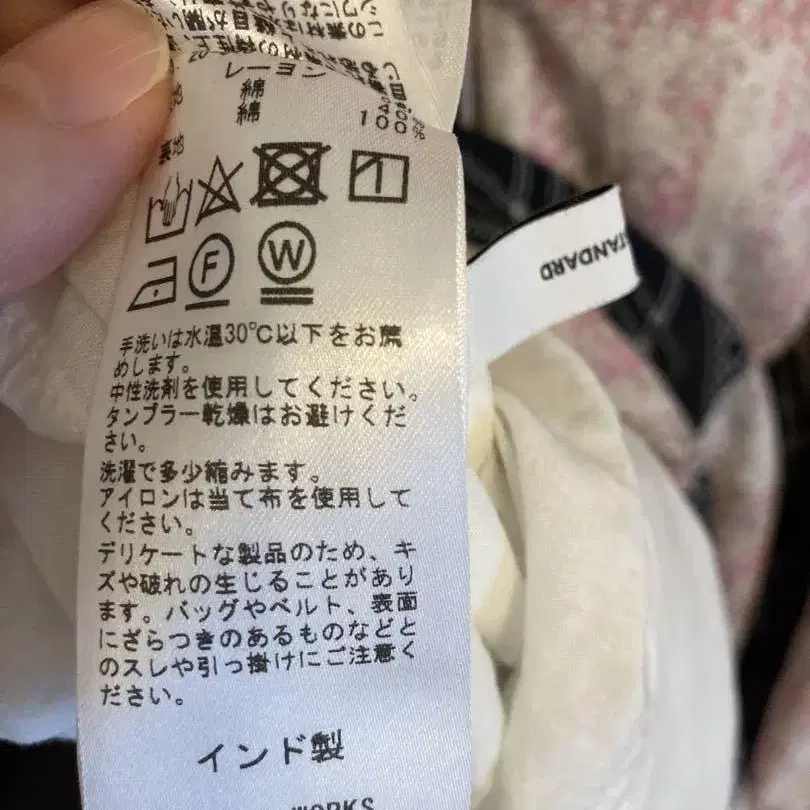 綿
綿 100%
裏地
F
W
手洗いは水温30℃以下をお薦
めします。
中性洗剤を使用してください。
タンブラー乾燥はお避けくだ
さい。
洗濯で多少縮みます。
アイロンは当て布を使用して
ください。
デリケートな製品のため、キ
ズや破れの生じることがあり
ます。バッグやベルト、表面
にざらつきのあるものなどと
のスレや引っ掛けにご注意く
ださい。
インド製
WORKS
STANDARD